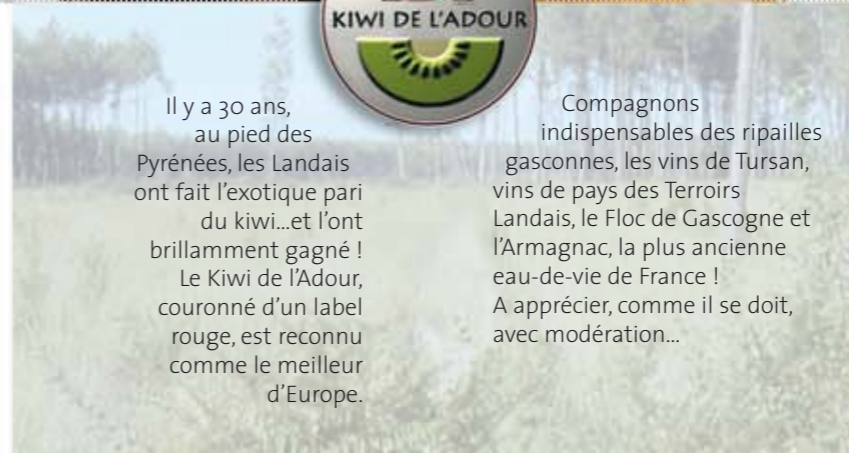 KIWI DE L'ADOUR
Il y a 30 ans,
au pied des
Pyrénées, les Landais
ont fait l'exotique pari
du kiwi...et l'ont
brillamment gagné !
Le Kiwi de l'Adour,
couronné d'un label
rouge, est reconnu
comme le meilleur
d'Europe.
Compagnons
indispensables des ripailles
gasconnes, les vins de Tursan,
vins de pays des Terroirs
Landais, le Floc de Gascogne et
l'Armagnac, la plus ancienne
eau-de-vie de France !
A apprécier, comme il se doit,
avec modération...